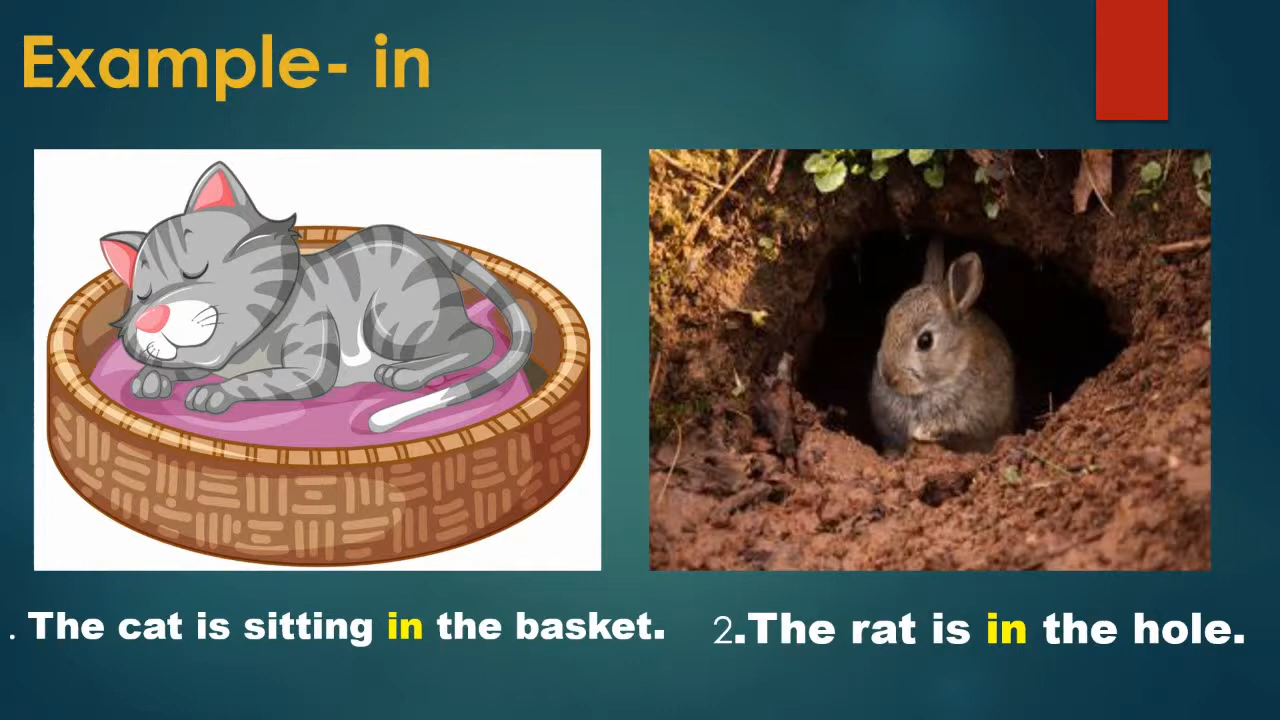 Example- in
. The cat is sitting in the basket.
2.The rat is in the hole.